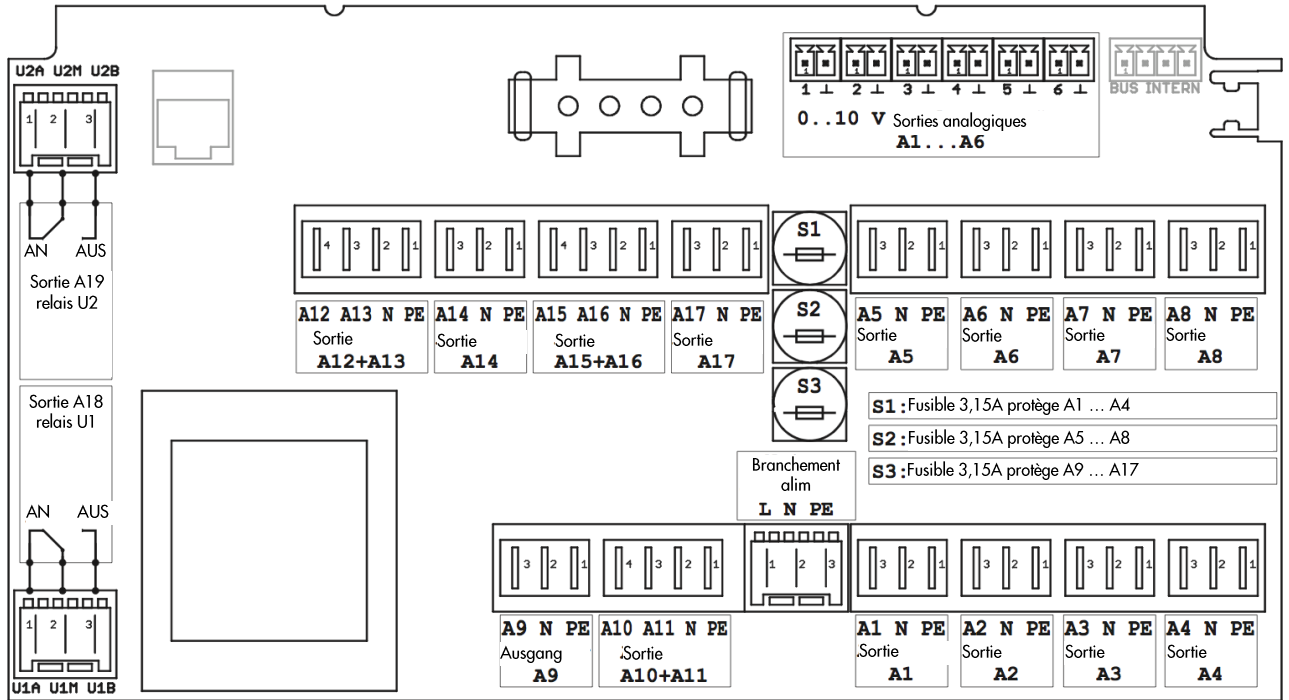 U2A U2M U2B
1 2 3
AN AUS
Sortie A19
relais U2
Sortie A18
relais U1
AN AUS
1 2 3
U1A U1M U1B
1 1 1 1 1 1
1 ⊥ 2 ⊥ 3 ⊥ 4 ⊥ 5 ⊥ 6 ⊥
0..10 V Sorties analogiques
A1...A6
1
BUS INTERN
4 3 2 1
A12 A13 N PE
Sortie
A12+A13
3 2 1
A14 N PE
.Sortie
A14
4 3 2 1
A15 A16 N PE
Sortie
A15+A16
3 2 1
A17 N PE
Sortie
A17
S1
S2
S3
3 2 1
A5 N PE
Sortie
A5
3 2 1
A6 N PE
Sortie
A6
3 2 1
A7 N PE
Sortie
A7
3 2 1
A8 N PE
Sortie
A8
S1:Fusible 3,15A protège A1 ... A4
S2:Fusible 3,15A protège A5 ... A8
S3:Fusible 3,15A protège A9 ... A17
Branchement
alim
L N PE
1 2 3
3 2 1
A9 N PE
Ausgang
A9
4 3 2 1
A10 A11 N PE
.Sortie
A10+A11
3 2 1
A1 N PE
.Sortie
A1
3 2 1
A2 N PE
Sortie
A2
3 2 1
A3 N PE
Sortie
A3
3 2 1
A4 N PE
Sortie
A4